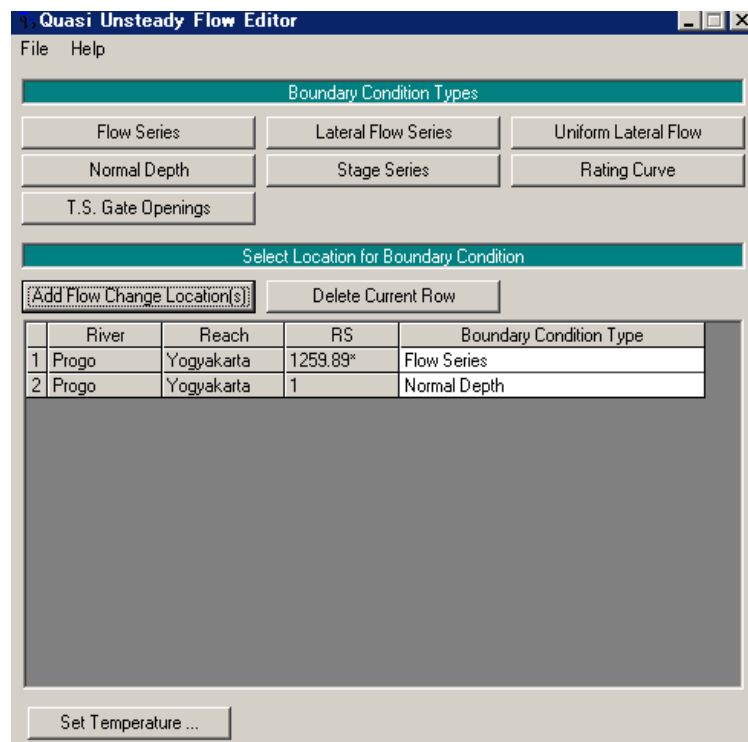 Quasi Unsteady Flow Editor
File Help
Boundary Condition Types
Flow Series Lateral Flow Series Uniform Lateral Flow
Normal Depth Stage Series Rating Curve
T.S. Gate Openings
Select Location for Boundary Condition
Add Flow Change Location(s) Delete Current Row
River Reach RS Boundary Condition Type
1 Progo Yogyakarta 1259.89* Flow Series
2 Progo Yogyakarta 1 Normal Depth
Set Temperature ...